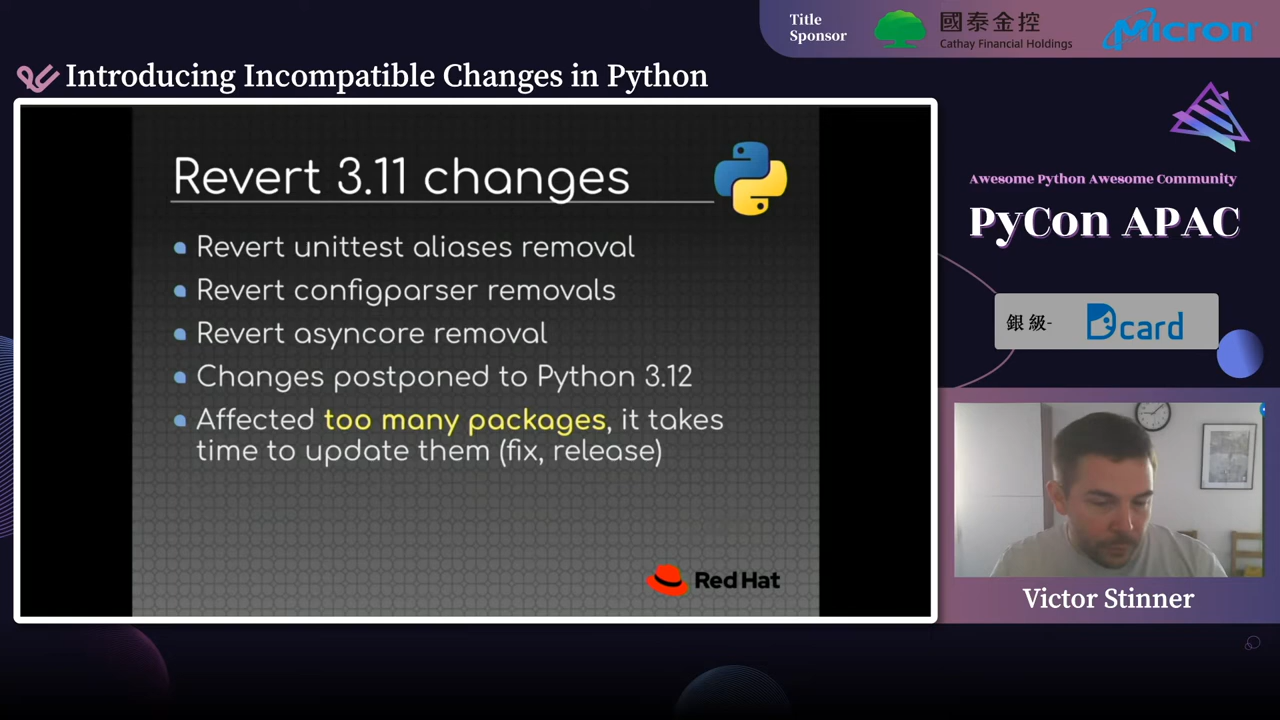 Title
Sponsor
國泰金控
Cathay Financial Holdings
Micron
Introducing Incompatible Changes in Python
Revert 3.11 changes
Revert unittest aliases removal
Revert configparser removals
Revert asyncore removal
Changes postponed to Python 3.12
Affected too many packages, it takes
time to update them (fix, release)
Red Hat
Awesome Python Awesome Community
PyCon APAC
銀級-
Dcard
Victor Stinner